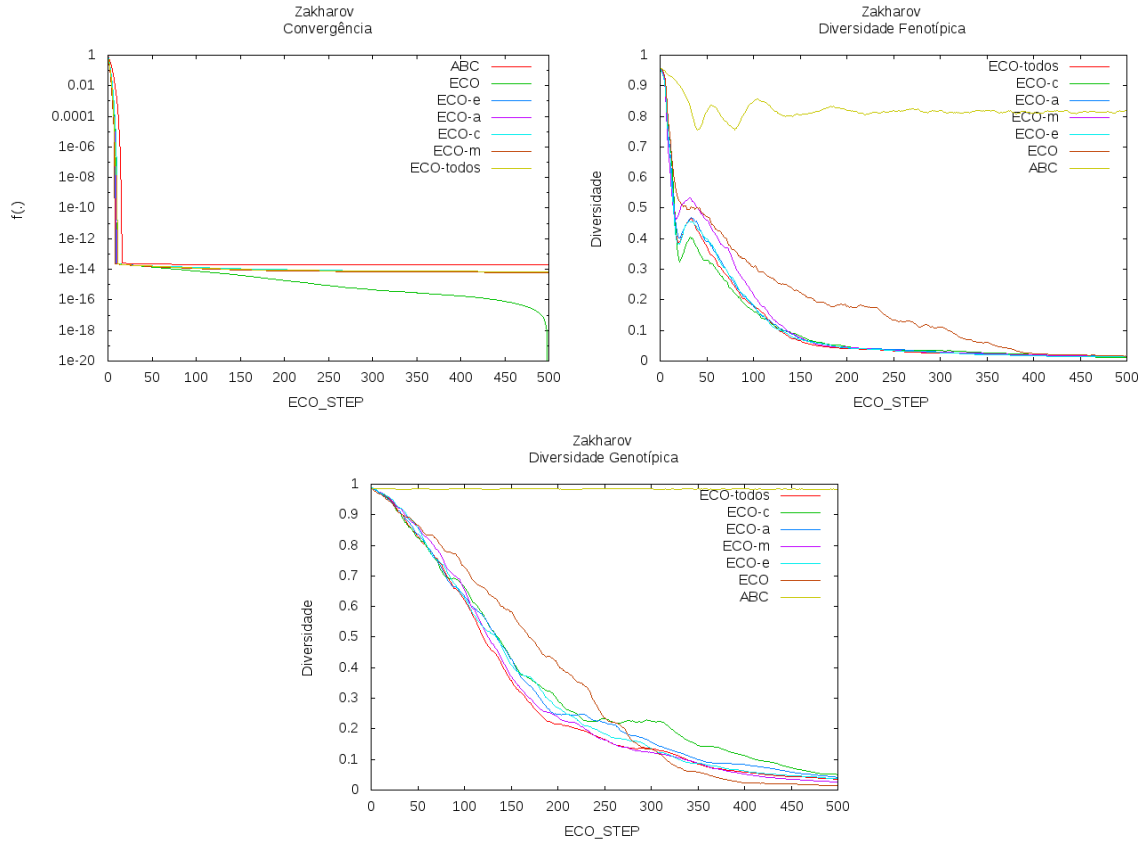 Zakharov
Convergência
f(.)
1
0.01
0.0001
1e-06
1e-08
1e-10
1e-12
1e-14
1e-16
1e-18
1e-20
0 50 100 150 200 250 300 350 400 450 500
ECO_STEP
ABC
ECO
ECO-e
ECO-a
ECO-c
ECO-m
ECO-todos
Zakharov
Diversidade Fenotípica
Diversidade
1
0.9
0.8
0.7
0.6
0.5
0.4
0.3
0.2
0.1
0
0 50 100 150 200 250 300 350 400 450 500
ECO_STEP
ECO-todos
ECO-c
ECO-a
ECO-m
ECO-e
ECO
ABC
Zakharov
Diversidade Genotípica
Diversidade
1
0.9
0.8
0.7
0.6
0.5
0.4
0.3
0.2
0.1
0
0 50 100 150 200 250 300 350 400 450 500
ECO_STEP
ECO-todos
ECO-c
ECO-a
ECO-m
ECO-e
ECO
ABC